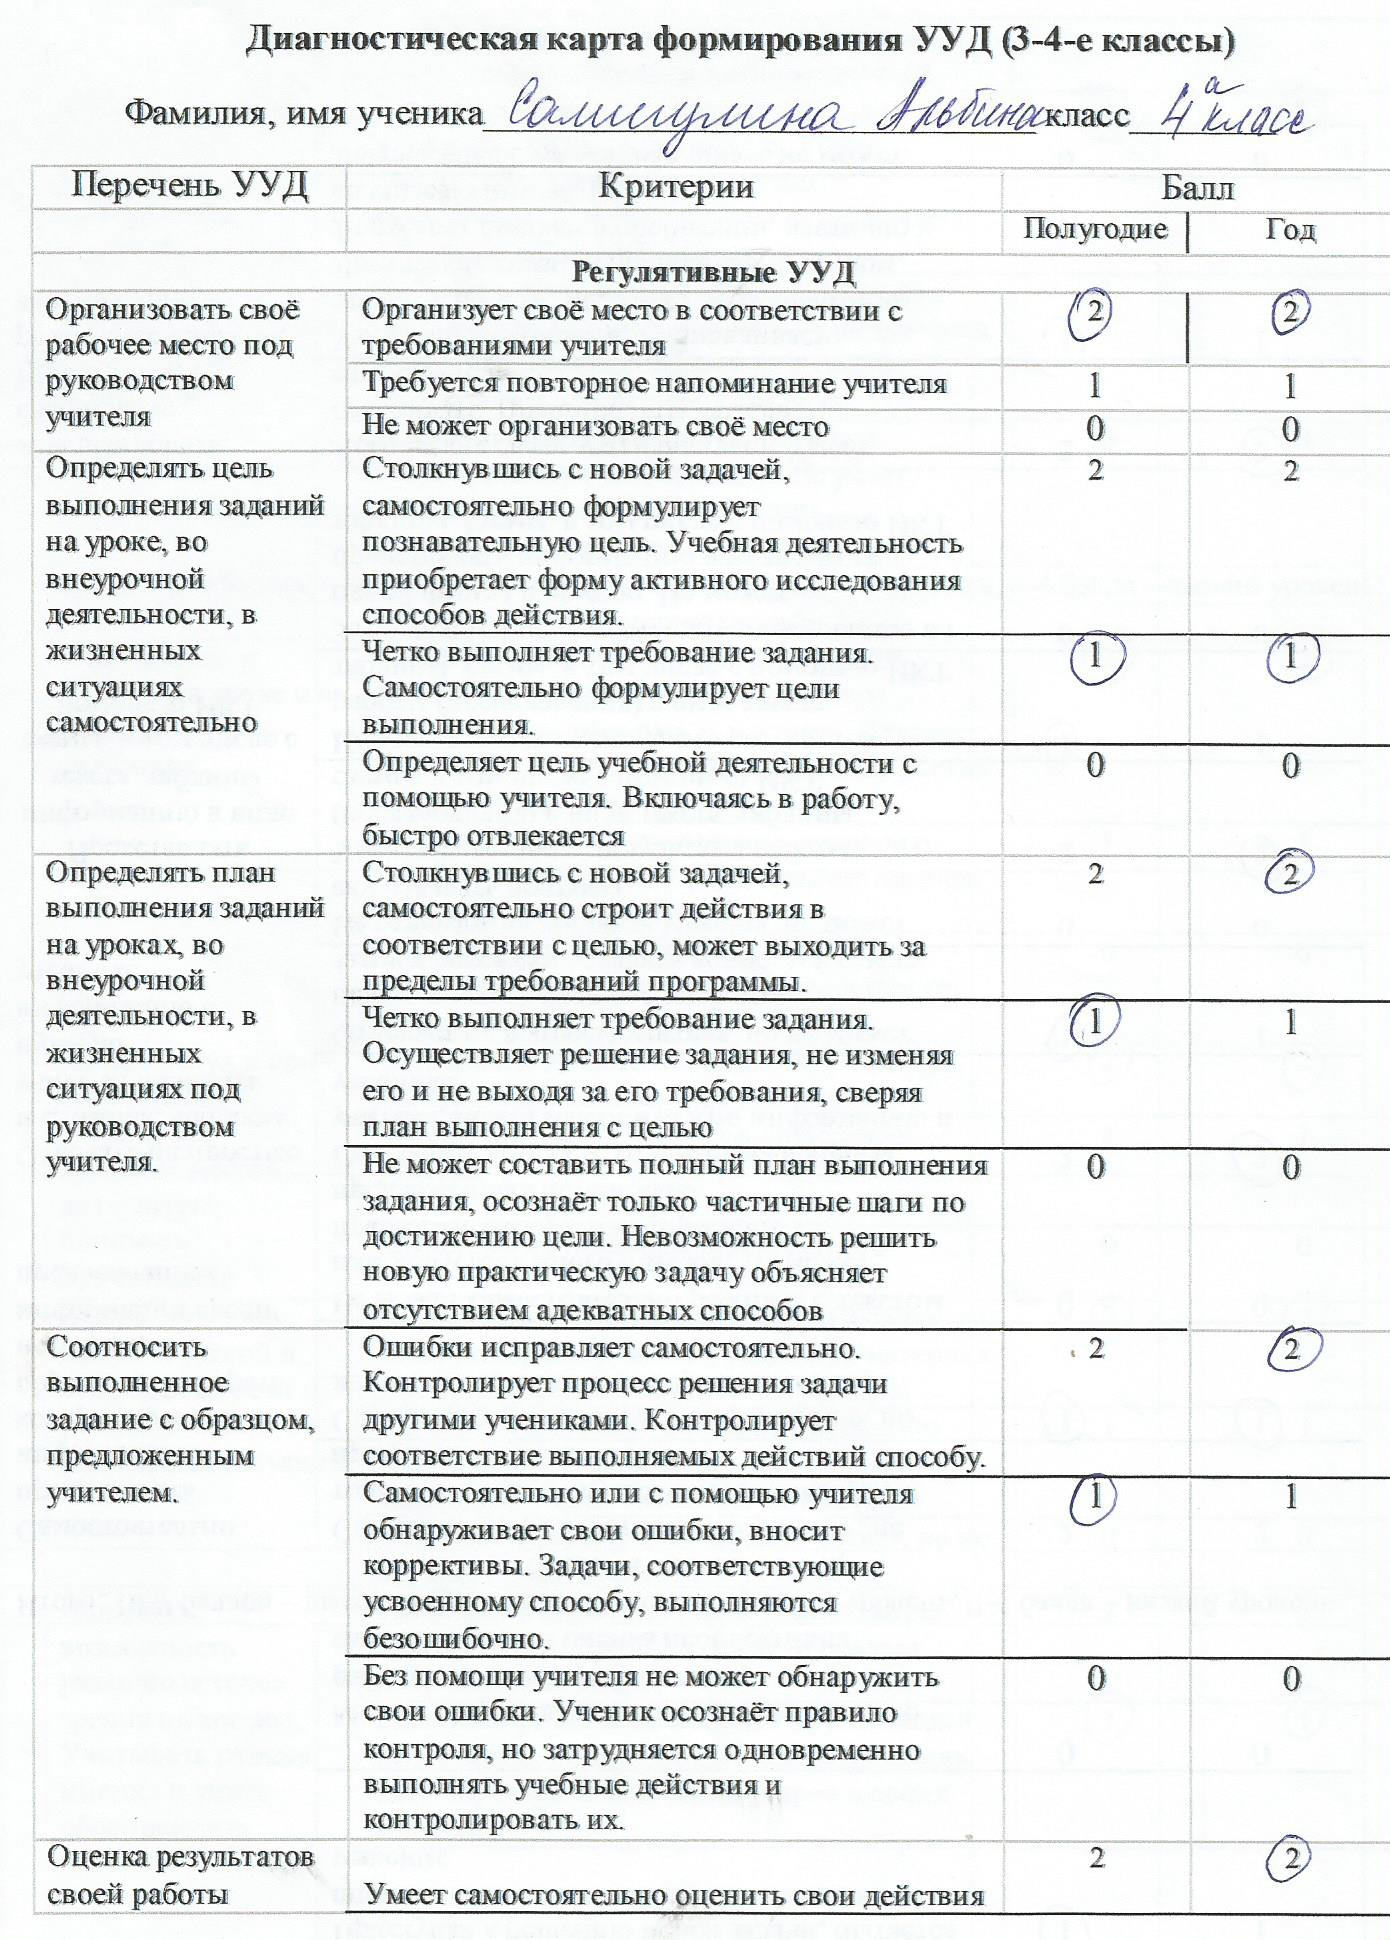 Диагностическая карта формирования УУД (3-4-е классы)
Фамилия, имя ученика Салигулина Альбина класс 4а класс
Перечень УУД Критерии Балл
Полугодие Год
Регулятивные УУД
Организовать своё рабочее место под руководством учителя
Организует своё место в соответствии с
требованиями учителя
2 2
Требуется повторное напоминание учителя 1 1
Не может организовать своё место 0 0
Определять цель
выполнения заданий
на уроке, во
внеурочной
деятельности, в
жизненных
ситуациях
самостоятельно
Столкнувшись с новой задачей,
самостоятельно формулирует
познавательную цель. Учебная деятельность
приобретает форму активного исследования
способов действия.
2 2
Четко выполняет требование задания.
Самостоятельно формулирует цели
выполнения.
1 1
Определяет цель учебной деятельности с
помощью учителя. Включаясь в работу,
быстро отвлекается
0 0
Определять план
выполнения заданий
на уроках, во
внеурочной
деятельности, в
жизненных
ситуациях под
руководством
учителя.
Столкнувшись с новой задачей,
самостоятельно строит действия в
соответствии с целью, может выходить за
пределы требований программы.
2 2
Четко выполняет требование задания.
Осуществляет решение задания, не изменяя
его и не выходя за его требования, сверяя
план выполнения с целью
1 1
Не может составить полный план выполнения
задания, осознаёт только частичные шаги по
достижению цели. Невозможность решить
новую практическую задачу объясняет
отсутствием адекватных способов
0 0
Соотносить
выполненное
задание с образцом,
предложенным
учителем.
Ошибки исправляет самостоятельно.
Контролирует процесс решения задачи
другими учениками. Контролирует
соответствие выполняемых действий способу.
2 2
Самостоятельно или с помощью учителя
обнаруживает свои ошибки, вносит
коррективы. Задачи, соответствующие
усвоенному способу, выполняются
безошибочно.
1 1
Без помощи учителя не может обнаружить
свои ошибки. Ученик осознаёт правило
контроля, но затрудняется одновременно
выполнять учебные действия и
контролировать их.
0 0
Оценка результатов
своей работы
Умеет самостоятельно оценить свои действия
2 2